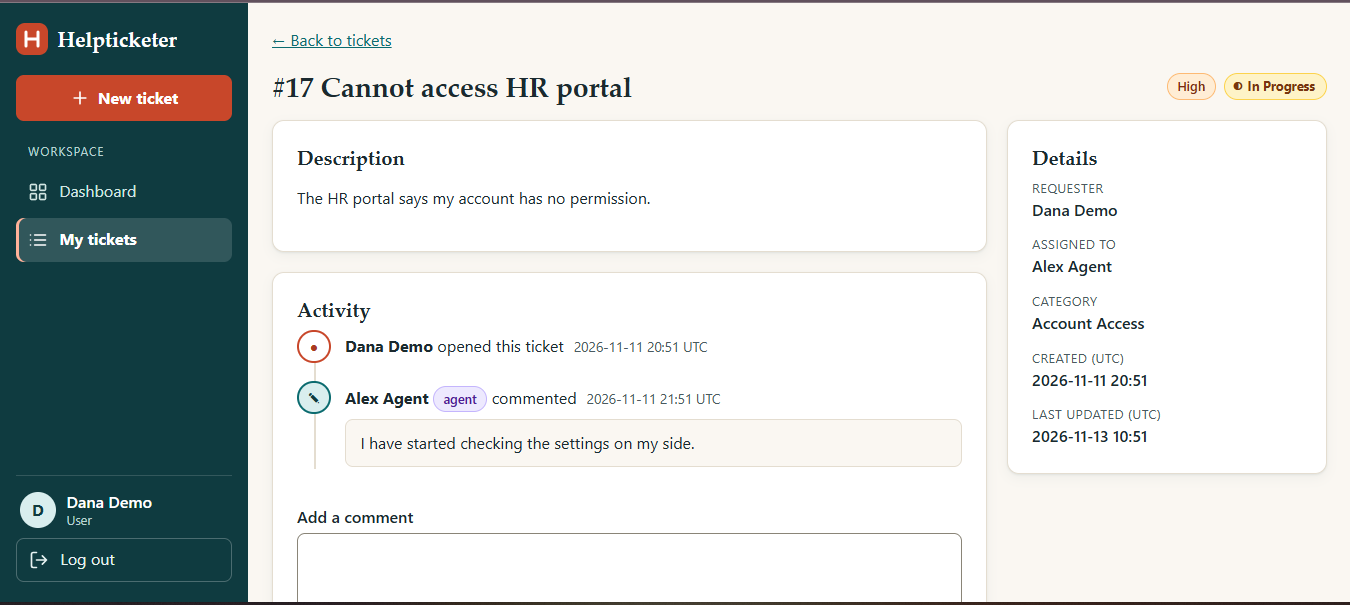 H Helpticketer
+ New ticket
WORKSPACE
Dashboard
My tickets
D
Dana Demo
User
Log out
← Back to tickets
#17 Cannot access HR portal
High
In Progress
Description
The HR portal says my account has no permission.
Activity
Dana Demo opened this ticket 2026-11-11 20:51 UTC
Alex Agent agent commented 2026-11-11 21:51 UTC
I have started checking the settings on my side.
Add a comment
Details
REQUESTER
Dana Demo
ASSIGNED TO
Alex Agent
CATEGORY
Account Access
CREATED (UTC)
2026-11-11 20:51
LAST UPDATED (UTC)
2026-11-13 10:51